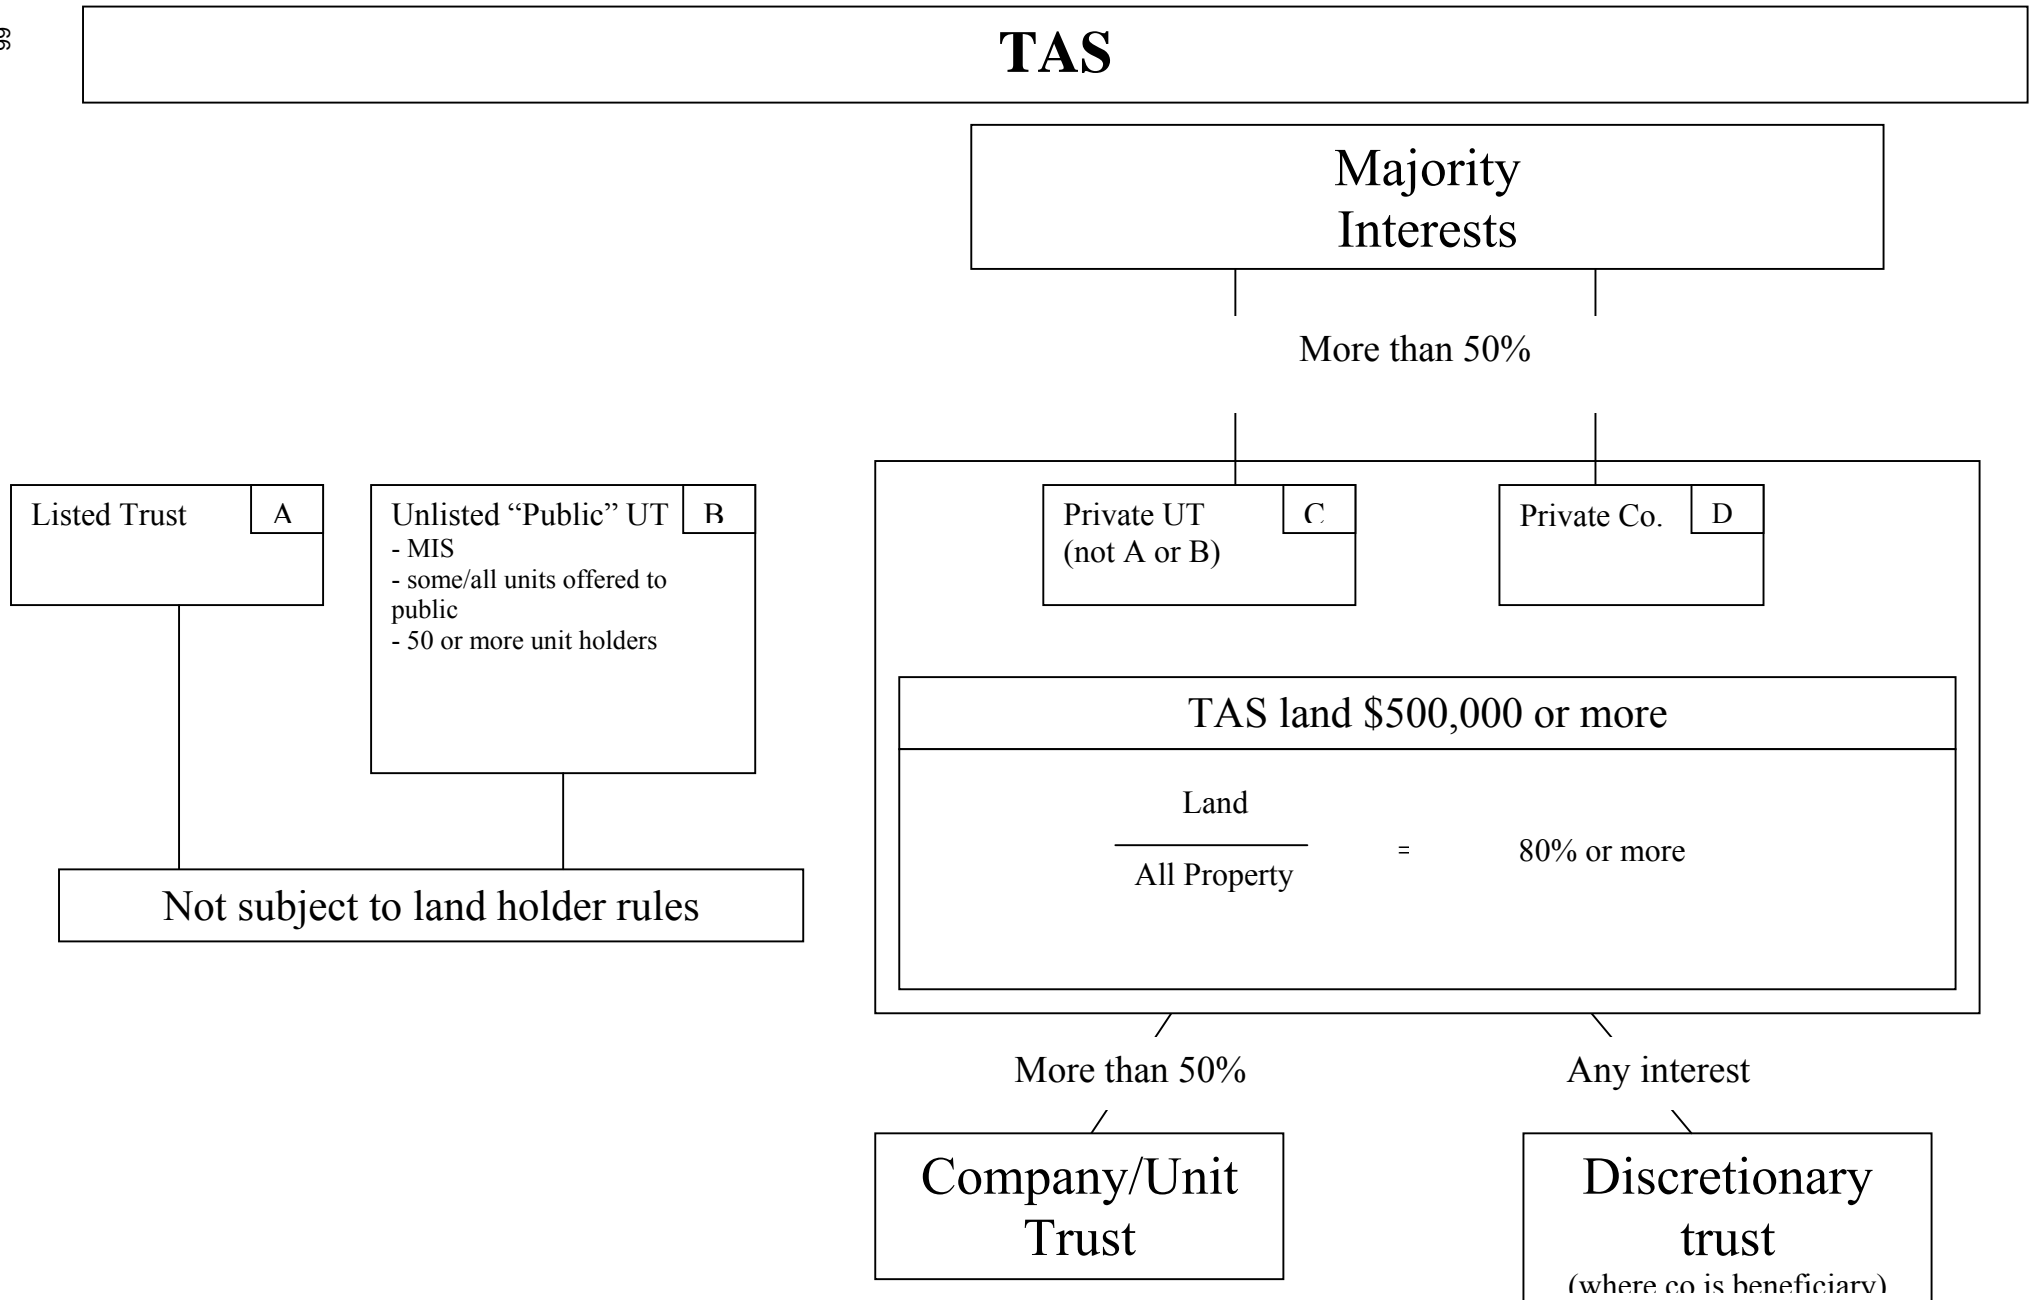 99
TAS
Majority
Interests
More than 50%
Listed Trust
A
Unlisted “Public” UT
B
- MIS
- some/all units offered to
public
- 50 or more unit holders
Private UT
C
(not A or B)
Private Co.
D
TAS land $500,000 or more
Land
All Property
=
80% or more
Not subject to land holder rules
More than 50%
Any interest
Company/Unit
Trust
Discretionary
trust
(where co is beneficiary)